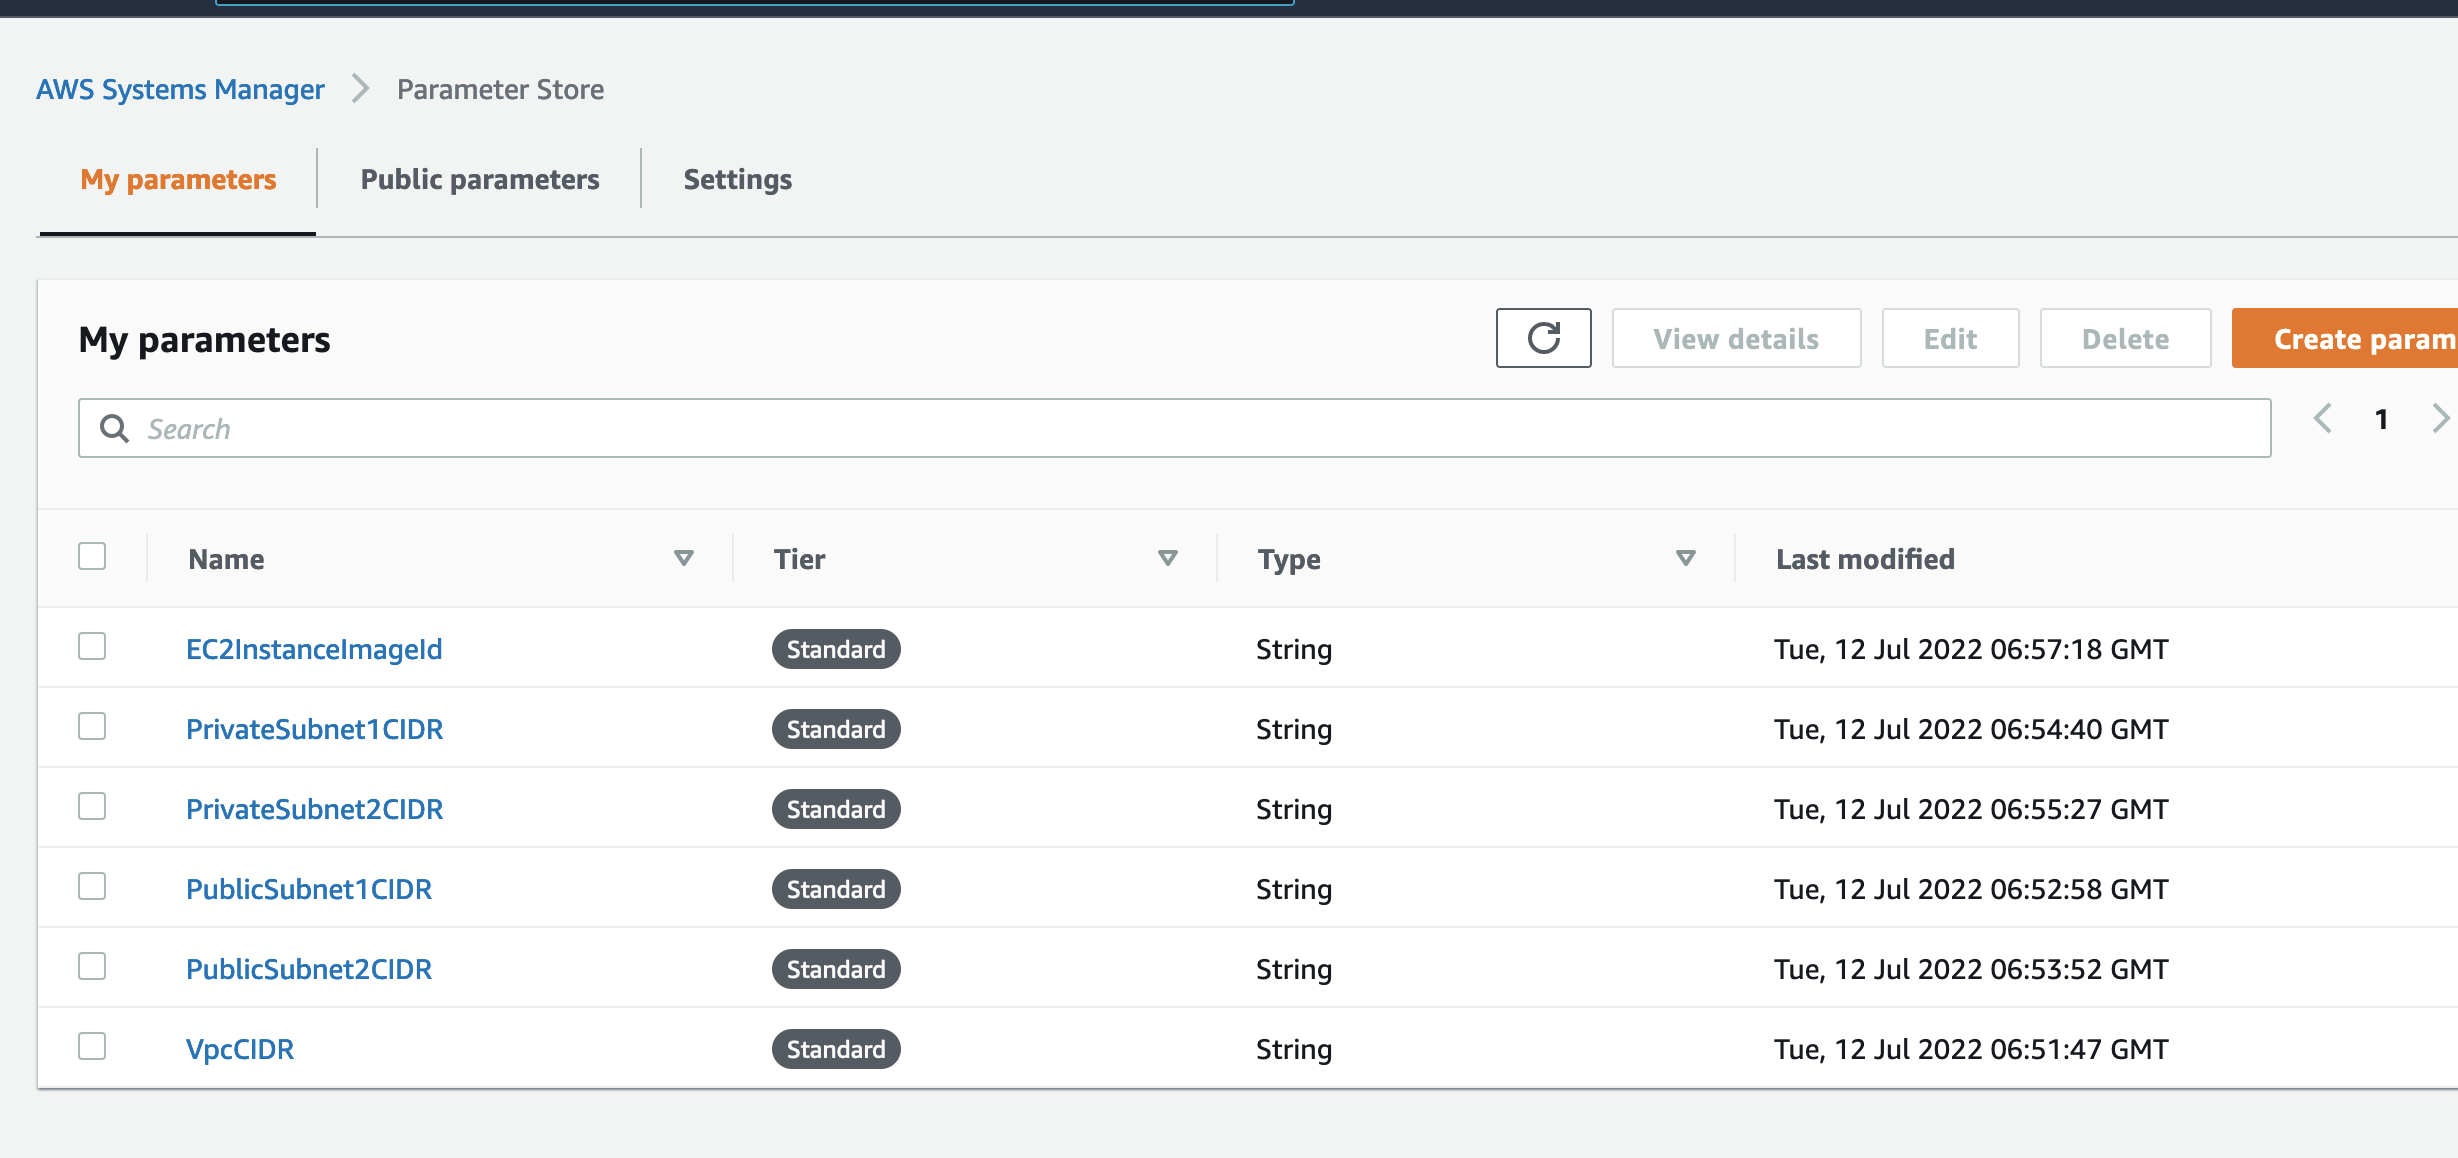 AWS Systems Manager > Parameter Store
My parameters Public parameters Settings
My parameters View details Edit Delete Create param
Search 1
Name Tier Type Last modified
EC2InstanceImageId Standard String Tue, 12 Jul 2022 06:57:18 GMT
PrivateSubnet1CIDR Standard String Tue, 12 Jul 2022 06:54:40 GMT
PrivateSubnet2CIDR Standard String Tue, 12 Jul 2022 06:55:27 GMT
PublicSubnet1CIDR Standard String Tue, 12 Jul 2022 06:52:58 GMT
PublicSubnet2CIDR Standard String Tue, 12 Jul 2022 06:53:52 GMT
VpcCIDR Standard String Tue, 12 Jul 2022 06:51:47 GMT